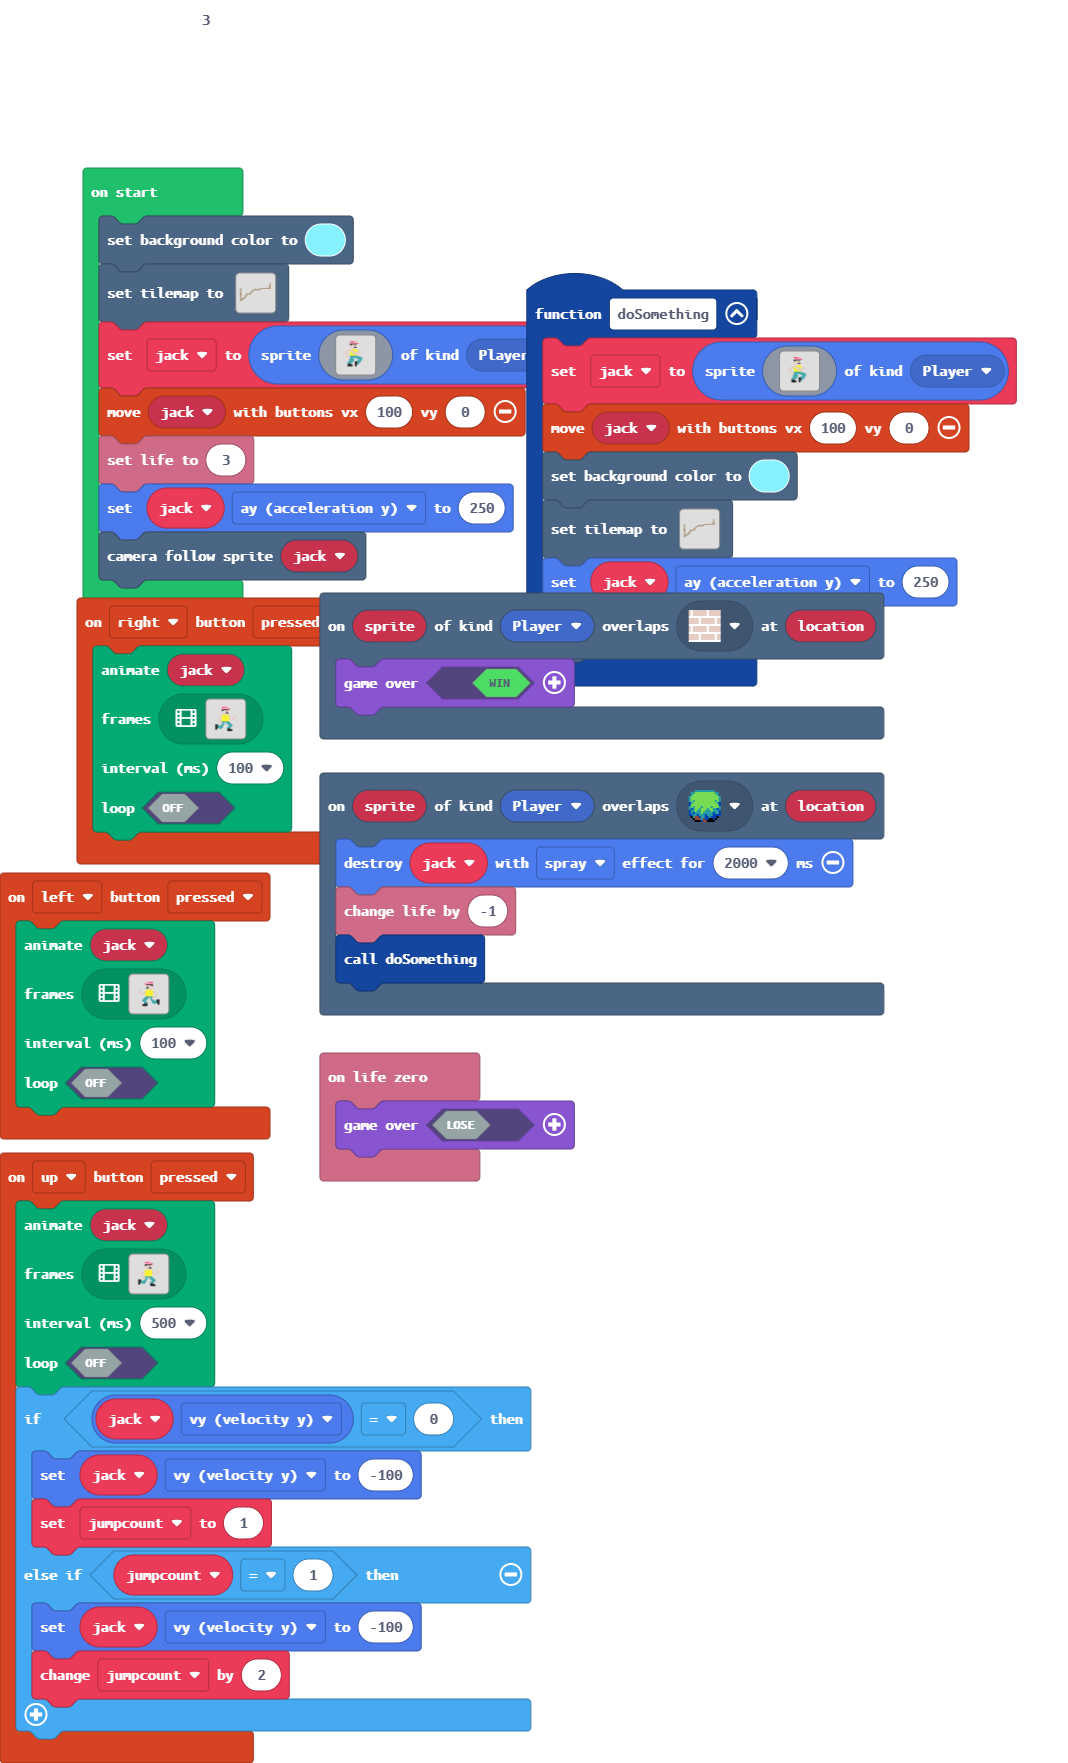 3
on start
set background color to
set tilemap to
set jack to sprite of kind Player
move jack with buttons vx 100 vy 0
set life to 3
set jack ay (acceleration y) to 250
camera follow sprite jack
function doSomething
set jack to sprite of kind Player
move jack with buttons vx 100 vy 0
set background color to
set tilemap to
set jack ay (acceleration y) to 250
on right button pressed
animate jack
frames
interval (ms) 100
loop OFF
on sprite of kind Player overlaps at location
game over WIN
on sprite of kind Player overlaps at location
destroy jack with spray effect for 2000 ms
change life by -1
call doSomething
on left button pressed
animate jack
frames
interval (ms) 100
loop OFF
on life zero
game over LOSE
on up button pressed
animate jack
frames
interval (ms) 500
loop OFF
if jack vy (velocity y) = 0 then
set jack vy (velocity y) to -100
set jumpcount to 1
else if jumpcount = 1 then
set jack vy (velocity y) to -100
change jumpcount by 2